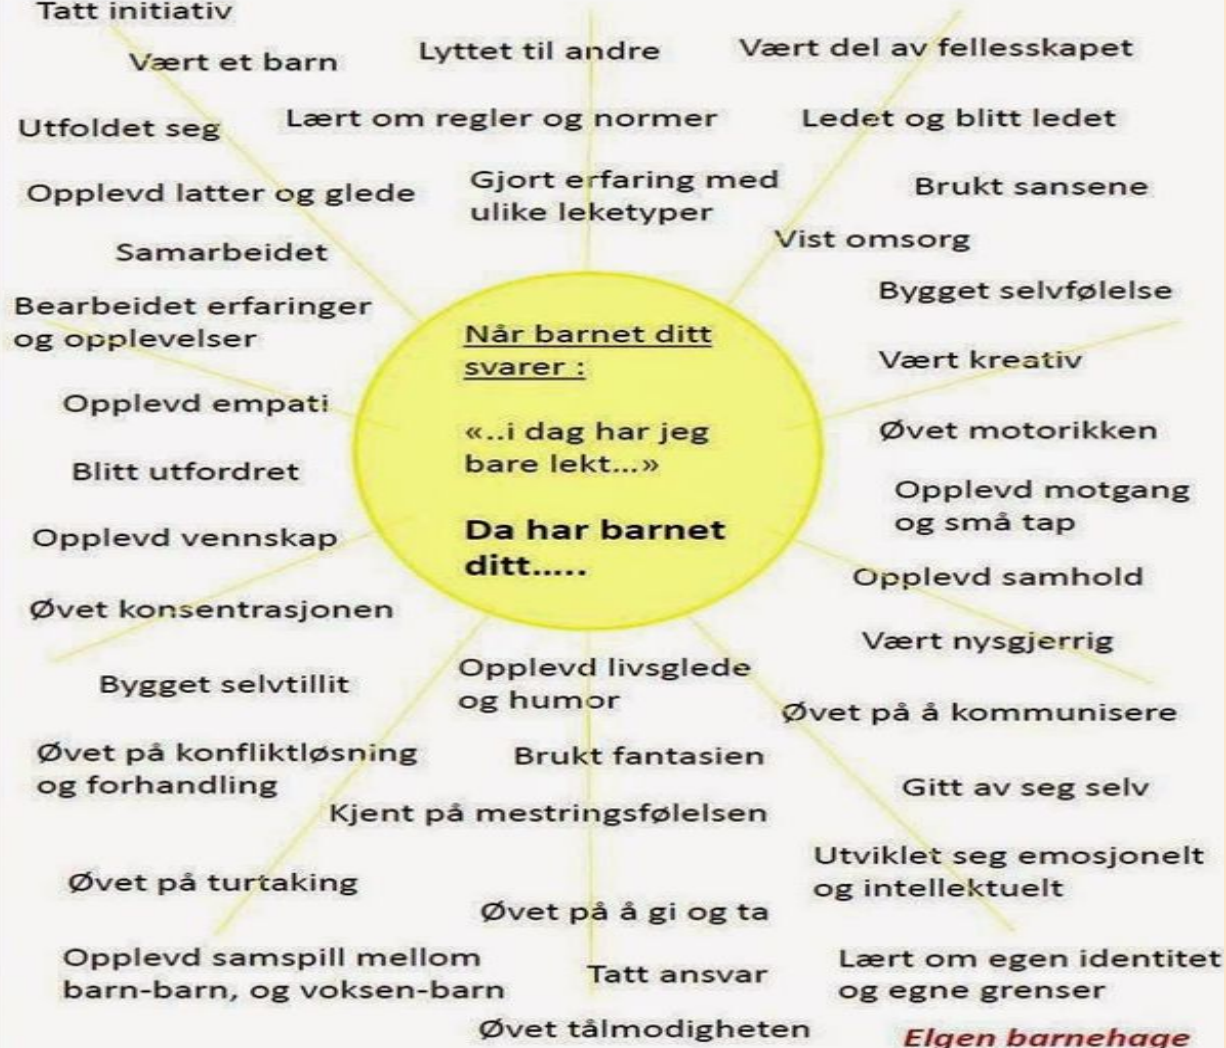 Tatt initiativ
Vært et barn
Lyttet til andre
Vært del av fellesskapet
Utfoldet seg
Lært om regler og normer
Ledet og blitt ledet
Opplevd latter og glede
Gjort erfaring med
ulike leketyper
Brukt sansene
Samarbeidet
Vist omsorg
Bearbeidet erfaringer
og opplevelser
Bygget selvfølelse
Når barnet ditt
svarer :
«..i dag har jeg
bare lekt...»
Da har barnet
ditt.....
Vært kreativ
Opplevd empati
Øvet motorikken
Blitt utfordret
Opplevd motgang
og små tap
Opplevd vennskap
Opplevd samhold
Øvet konsentrasjonen
Vært nysgjerrig
Bygget selvtillit
Opplevd livsglede
og humor
Øvet på å kommunisere
Øvet på konfliktløsning
og forhandling
Brukt fantasien
Gitt av seg selv
Kjent på mestringsfølelsen
Utviklet seg emosjonelt
og intellektuelt
Øvet på turtaking
Øvet på å gi og ta
Opplevd samspill mellom
barn-barn, og voksen-barn
Tatt ansvar
Lært om egen identitet
og egne grenser
Øvet tålmodigheten
Elgen barnehage